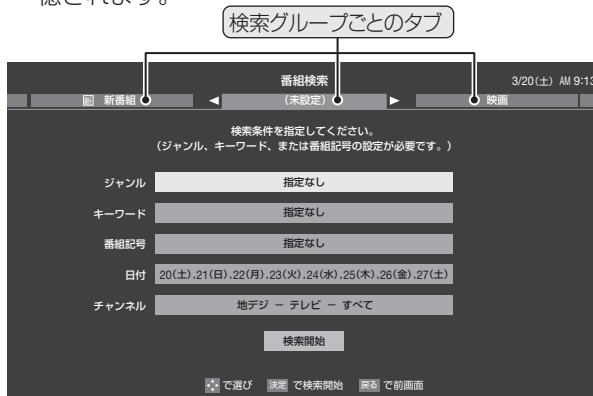 憶されます。
検索グループごとのタブ
番組検索 3/20(土) AM 9:13
新 新番組 ◀ (未設定) ▶ 映画
検索条件を指定してください。
(ジャンル、キーワード、または番組記号の設定が必要です。)
ジャンル 指定なし
キーワード 指定なし
番組記号 指定なし
日付 20(土).21(日).22(月).23(火).24(水).25(木).26(金).27(土)
チャンネル 地デジ − テレビ − すべて
検索開始
で選び 決定 で検索開始 戻る で前画面